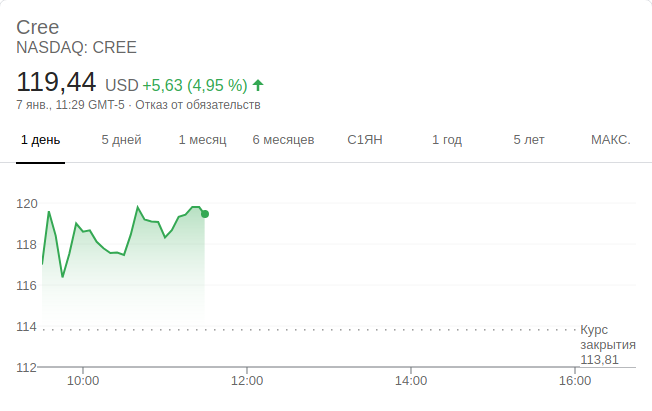 Cree
NASDAQ: CREE
119,44 USD +5,63 (4,95 %)
7 янв., 11:29 GMT-5 · Отказ от обязательств
1 день 5 дней 1 месяц 6 месяцев С1ЯН 1 год 5 лет МАКС.
120
118
116
114
Курс
закрытия
113,81
112
10:00 12:00 14:00 16:00